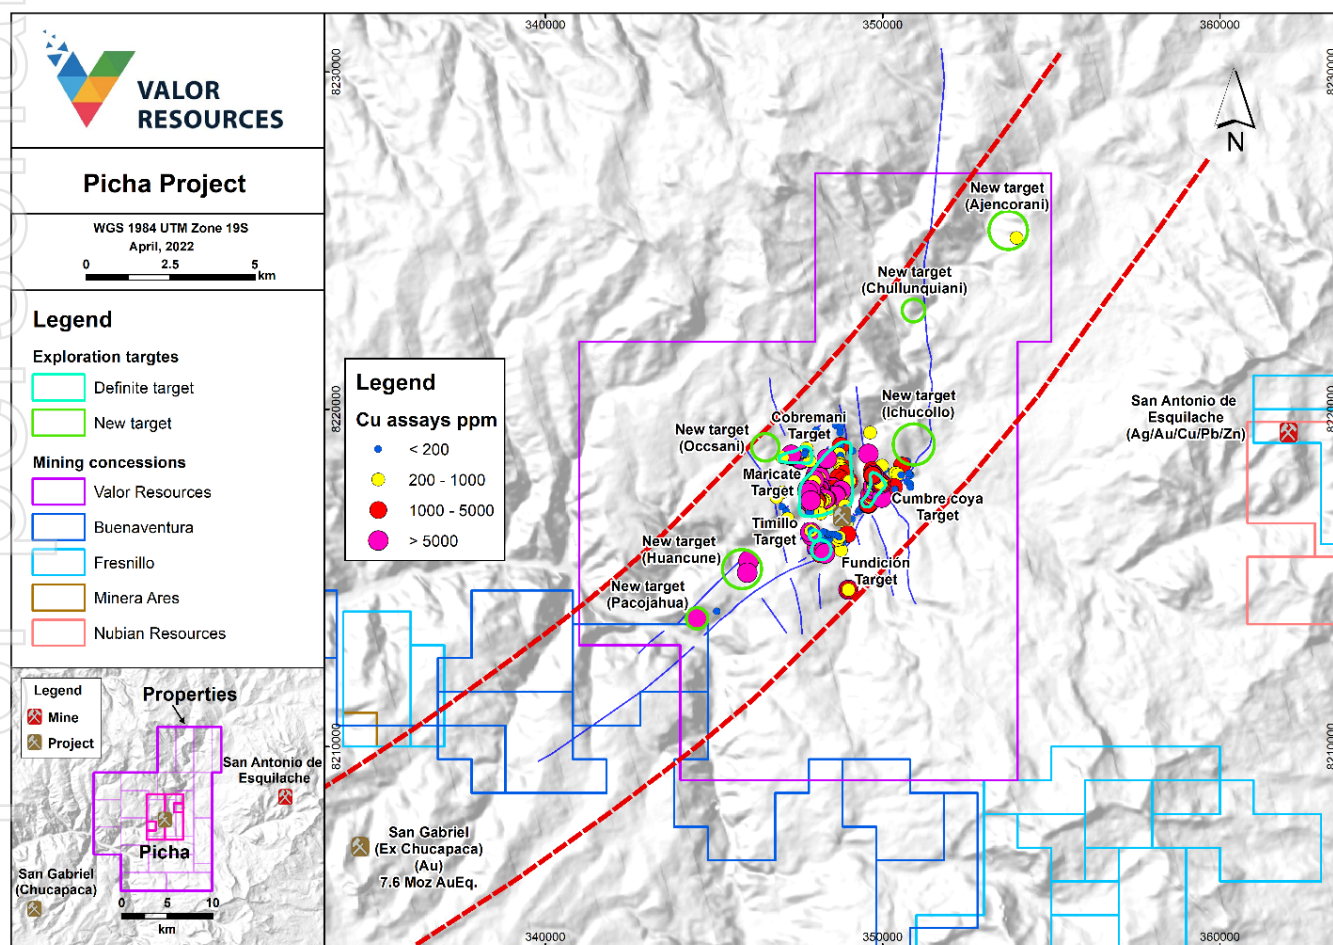 VALOR
RESOURCES
Picha Project
WGS 1984 UTM Zone 19S
April, 2022
0 2.5 5
km
Legend
Exploration targtes
Definite target
New target
Mining concessions
Valor Resources
Buenaventura
Fresnillo
Minera Ares
Nubian Resources
Legend
Mine
Project
Properties
San Antonio de
Esquilache
Picha
San Gabriel
(Chucapaca)
0 5 10
km
340000 350000 360000
8230000
8230000
N
New target
(Ajencorani)
New target
(Chullunquiani)
Legend
Cu assays ppm
< 200
200 - 1000
1000 - 5000
> 5000
8220000
8220000
New target
(Ichucollo)
Cobremani
Target
New target
(Occsani)
Maricate
Target
Cumbre coya
Target
Timillo
Target
New target
(Huancune)
Fundición
Target
New target
(Pacojahua)
San Antonio de
Esquilache
(Ag/Au/Cu/Pb/Zn)
8210000
8210000
San Gabriel
(Ex Chucapaca)
(Au)
7.6 Moz AuEq.
340000 350000 360000